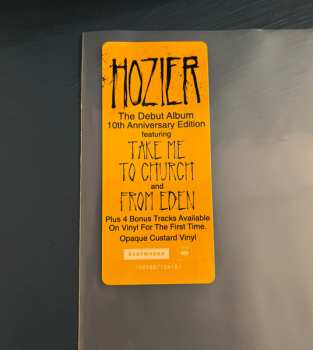 HOZIER
The Debut Album
10th Anniversary Edition
featuring
TAKE ME
TO CHURCH
and
FROM EDEN
Plus 4 Bonus Tracks Available
On Vinyl For The First Time.
Opaque Custard Vinyl